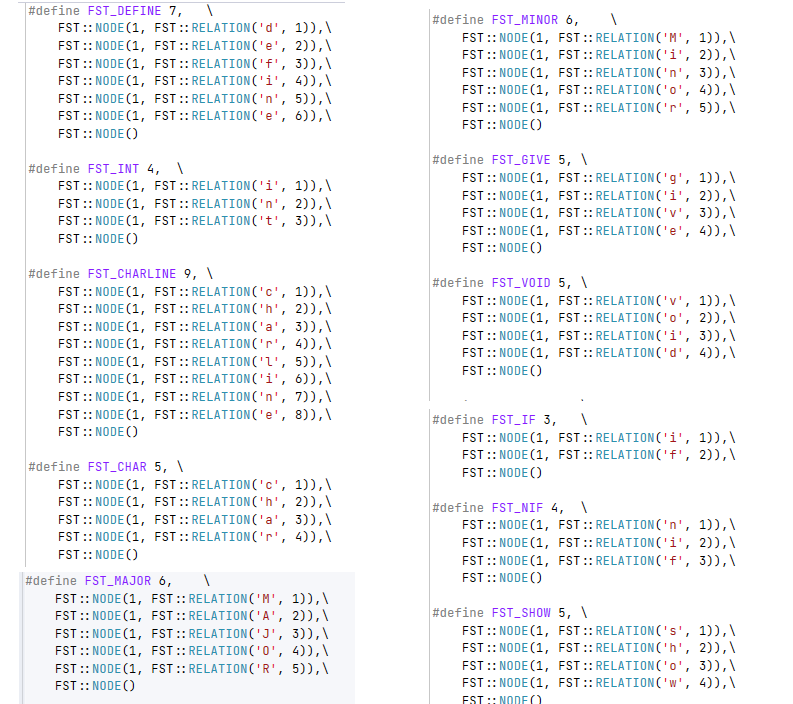 #define FST_DEFINE 7,   \
    FST::NODE(1, FST::RELATION('d', 1)),\
    FST::NODE(1, FST::RELATION('e', 2)),\
    FST::NODE(1, FST::RELATION('f', 3)),\
    FST::NODE(1, FST::RELATION('i', 4)),\
    FST::NODE(1, FST::RELATION('n', 5)),\
    FST::NODE(1, FST::RELATION('e', 6)),\
    FST::NODE()
#define FST_INT 4,  \
    FST::NODE(1, FST::RELATION('i', 1)),\
    FST::NODE(1, FST::RELATION('n', 2)),\
    FST::NODE(1, FST::RELATION('t', 3)),\
    FST::NODE()
#define FST_CHARLINE 9, \
    FST::NODE(1, FST::RELATION('c', 1)),\
    FST::NODE(1, FST::RELATION('h', 2)),\
    FST::NODE(1, FST::RELATION('a', 3)),\
    FST::NODE(1, FST::RELATION('r', 4)),\
    FST::NODE(1, FST::RELATION('l', 5)),\
    FST::NODE(1, FST::RELATION('i', 6)),\
    FST::NODE(1, FST::RELATION('n', 7)),\
    FST::NODE(1, FST::RELATION('e', 8)),\
    FST::NODE()
#define FST_CHAR 5, \
    FST::NODE(1, FST::RELATION('c', 1)),\
    FST::NODE(1, FST::RELATION('h', 2)),\
    FST::NODE(1, FST::RELATION('a', 3)),\
    FST::NODE(1, FST::RELATION('r', 4)),\
    FST::NODE()
#define FST_MAJOR 6,    \
    FST::NODE(1, FST::RELATION('M', 1)),\
    FST::NODE(1, FST::RELATION('A', 2)),\
    FST::NODE(1, FST::RELATION('J', 3)),\
    FST::NODE(1, FST::RELATION('O', 4)),\
    FST::NODE(1, FST::RELATION('R', 5)),\
    FST::NODE()
#define FST_MINOR 6,    \
    FST::NODE(1, FST::RELATION('M', 1)),\
    FST::NODE(1, FST::RELATION('i', 2)),\
    FST::NODE(1, FST::RELATION('n', 3)),\
    FST::NODE(1, FST::RELATION('o', 4)),\
    FST::NODE(1, FST::RELATION('r', 5)),\
    FST::NODE()
#define FST_GIVE 5, \
    FST::NODE(1, FST::RELATION('g', 1)),\
    FST::NODE(1, FST::RELATION('i', 2)),\
    FST::NODE(1, FST::RELATION('v', 3)),\
    FST::NODE(1, FST::RELATION('e', 4)),\
    FST::NODE()
#define FST_VOID 5, \
    FST::NODE(1, FST::RELATION('v', 1)),\
    FST::NODE(1, FST::RELATION('o', 2)),\
    FST::NODE(1, FST::RELATION('i', 3)),\
    FST::NODE(1, FST::RELATION('d', 4)),\
    FST::NODE()
#define FST_IF 3,   \
    FST::NODE(1, FST::RELATION('i', 1)),\
    FST::NODE(1, FST::RELATION('f', 2)),\
    FST::NODE()
#define FST_NIF 4,  \
    FST::NODE(1, FST::RELATION('n', 1)),\
    FST::NODE(1, FST::RELATION('i', 2)),\
    FST::NODE(1, FST::RELATION('f', 3)),\
    FST::NODE()
#define FST_SHOW 5, \
    FST::NODE(1, FST::RELATION('s', 1)),\
    FST::NODE(1, FST::RELATION('h', 2)),\
    FST::NODE(1, FST::RELATION('o', 3)),\
    FST::NODE(1, FST::RELATION('w', 4)),\
    FST::NODE()